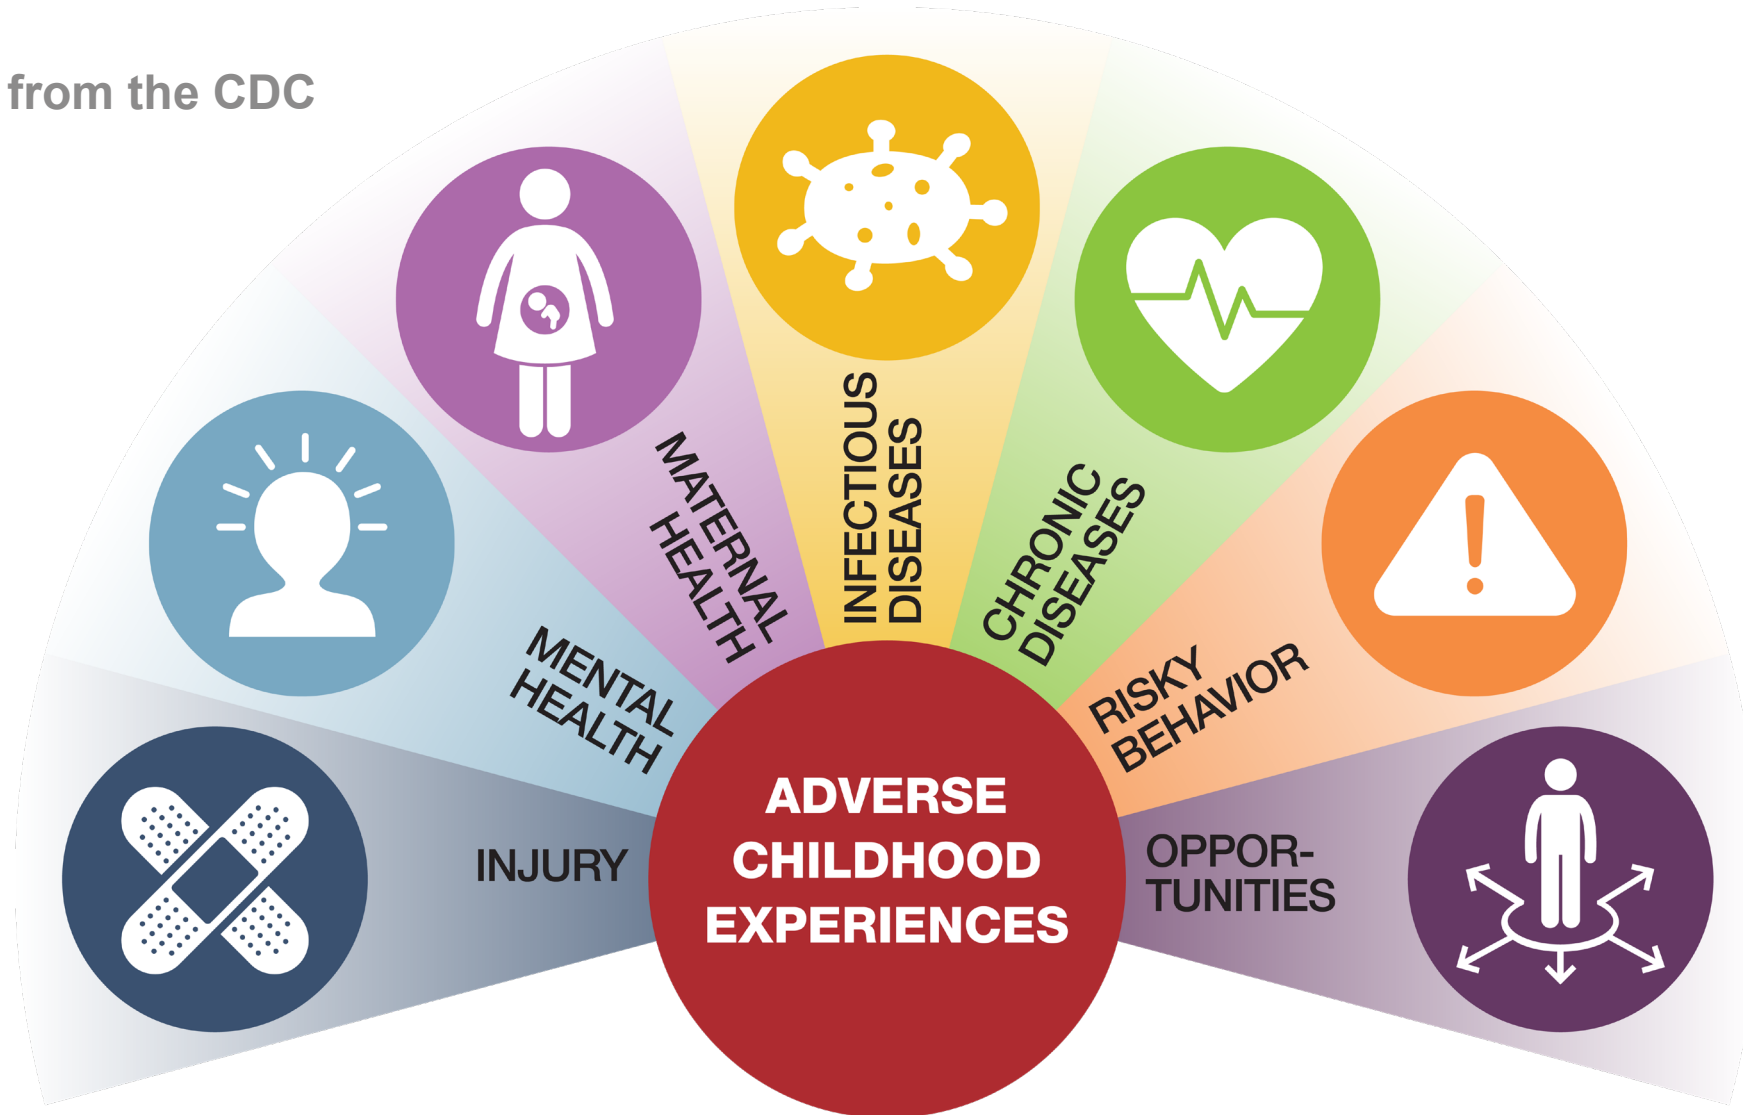 from the CDC
INFECTIOUS
DISEASES
MATERNAL
HEALTH
CHRONIC
DISEASES
MENTAL
HEALTH
RISKY
BEHAVIOR
INJURY
ADVERSE
CHILDHOOD
EXPERIENCES
OPPOR-
TUNITIES